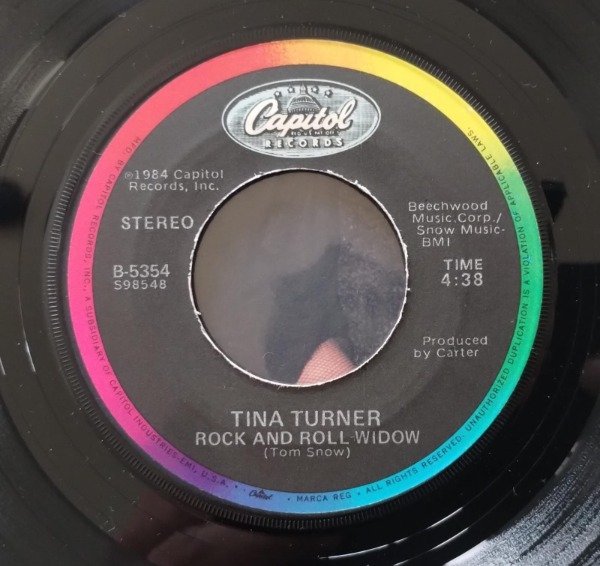 Capitol
RECORDS
℗1984 Capitol
Records, Inc.
STEREO
B-5354
S98548
Beechwood
Music.Corp./
Snow Music-
BMI
TIME
4:38
Produced
by Carter
TINA TURNER
ROCK AND ROLL WIDOW
(Tom Snow)
MFD. BY CAPITOL RECORDS, INC., A SUBSIDIARY OF CAPITOL INDUSTRIES-EMI, U.S.A. • Capitol • MARCA REG • ALL RIGHTS RESERVED. UNAUTHORIZED DUPLICATION IS A VIOLATION OF APPLICABLE LAWS.